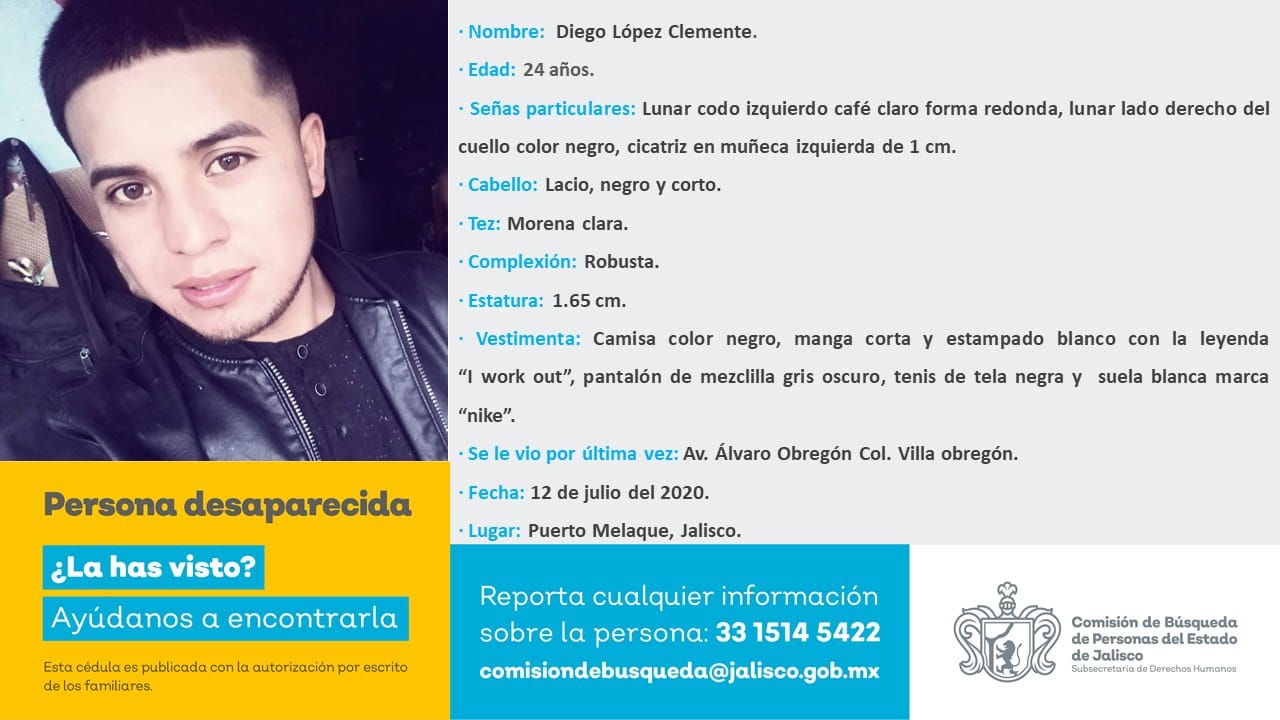 · Nombre: Diego López Clemente.
· Edad: 24 años.
· Señas particulares: Lunar codo izquierdo café claro forma redonda, lunar lado derecho del
cuello color negro, cicatriz en muñeca izquierda de 1 cm.
· Cabello: Lacio, negro y corto.
· Tez: Morena clara.
· Complexión: Robusta.
· Estatura: 1.65 cm.
· Vestimenta: Camisa color negro, manga corta y estampado blanco con la leyenda
“I work out”, pantalón de mezclilla gris oscuro, tenis de tela negra y suela blanca marca
“nike”.
· Se le vio por última vez: Av. Álvaro Obregón Col. Villa obregón.
· Fecha: 12 de julio del 2020.
· Lugar: Puerto Melaque, Jalisco.
Persona desaparecida
¿La has visto?
Ayúdanos a encontrarla
Esta cédula es publicada con la autorización por escrito
de los familiares.
Reporta cualquier información
sobre la persona: 33 1514 5422
comisiondebusqueda@jalisco.gob.mx
Comisión de Búsqueda
de Personas del Estado
de Jalisco
Subsecretaría de Derechos Humanos